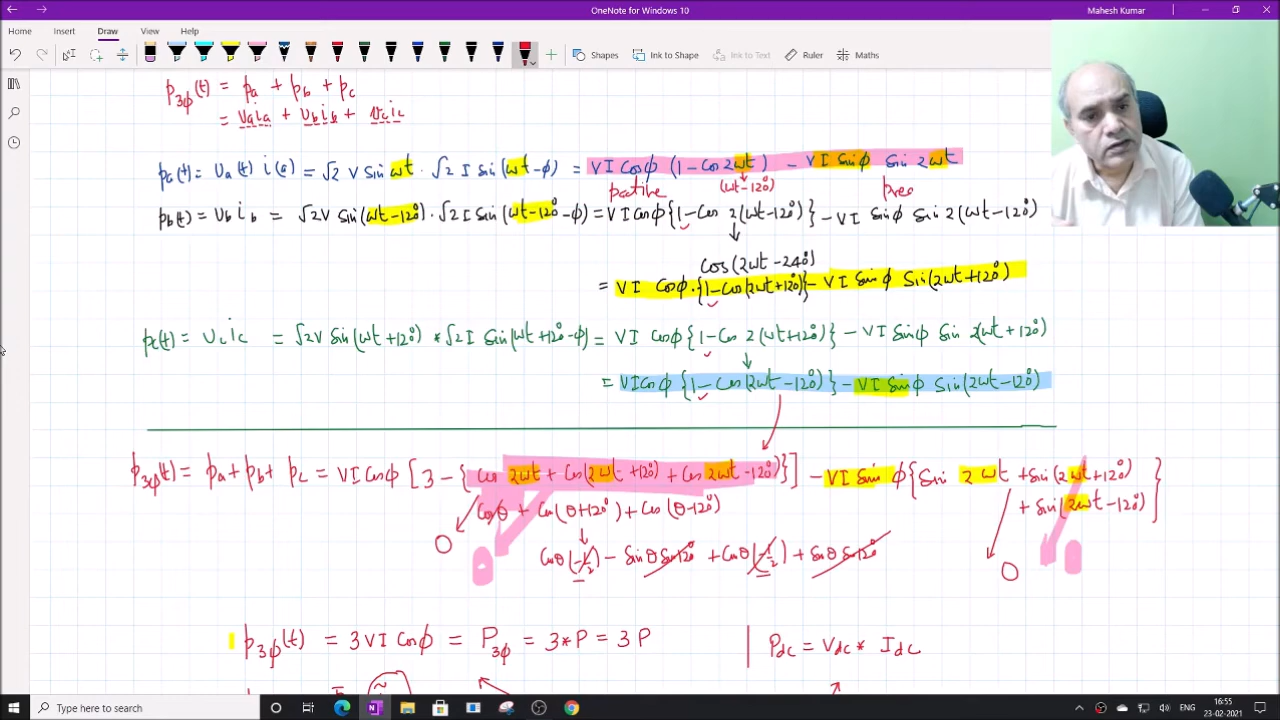 OneNote for Windows 10
Mahesh Kumar
Home Insert Draw View Help
Shapes Ink to Shape Ink to Text Ruler Maths
p3φ(t) = pa + pb + pc
= vaia + vbib + vcic
pa(t) = va(t) i(a) = √2 V sin ωt · √2 I sin(ωt-φ) = VI Cosφ (1 - Cos 2ωt) - VI Sinφ Sin 2ωt
pactive (ωt-120°) preac
pb(t) = vb ib = √2V sin(ωt-120°) · √2 I sin(ωt-120°-φ) = VI Cosφ {1 - Cos 2(ωt-120°)} - VI Sinφ Sin 2(ωt-120°)
Cos(2ωt - 240°)
= VI Cosφ · {1 - Cos(2ωt+120°)} - VI Sinφ Sin(2ωt+120°)
pc(t) = vc ic = √2V Sin(ωt+120°) * √2 I Sin(ωt+120°-φ) = VI Cosφ {1 - Cos 2(ωt+120°)} - VI Sinφ Sin 2(ωt+120°)
= VI Cosφ {1 - Cos(2ωt-120°)} - VI Sinφ Sin(2ωt-120°)
p3φ(t) = pa + pb + pc = VI Cosφ [3 - {Cos 2ωt + Cos(2ωt+120°) + Cos 2ωt-120°)}] - VI Sin φ{Sin 2ωt + Sin(2ωt+120°)
+ Sin(2ωt-120°)}
Cosθ + Cos(θ+120°) + Cos(θ-120°)
0 0
Cosθ(-1/2) - Sinθ Sin120° + Cosθ(-1/2) + Sinθ Sin120°
0 0
p3φ(t) = 3VI Cosφ = P3φ = 3*P = 3P
Pdc = Vdc * Idc
Type here to search
16:55
ENG
23-02-2021